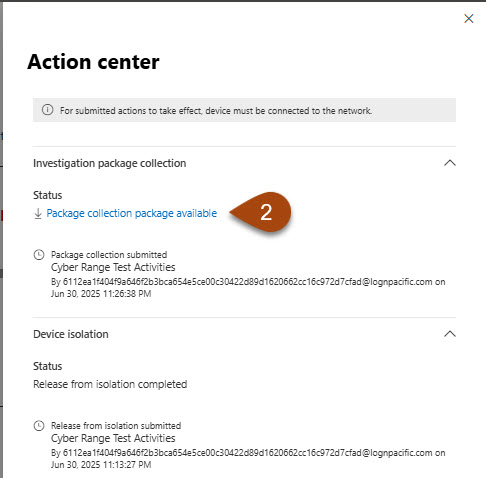 Action center
For submitted actions to take effect, device must be connected to the network.
Investigation package collection
Status
Package collection package available
2
Package collection submitted
Cyber Range Test Activities
By 6112ea1f404f9a646f2b3bca654e5ce00c30422d89d1620662cc16c972d7cfad@lognpacific.com on
Jun 30, 2025 11:26:38 PM
Device isolation
Status
Release from isolation completed
Release from isolation submitted
Cyber Range Test Activities
By 6112ea1f404f9a646f2b3bca654e5ce00c30422d89d1620662cc16c972d7cfad@lognpacific.com on
Jun 30, 2025 11:13:27 PM